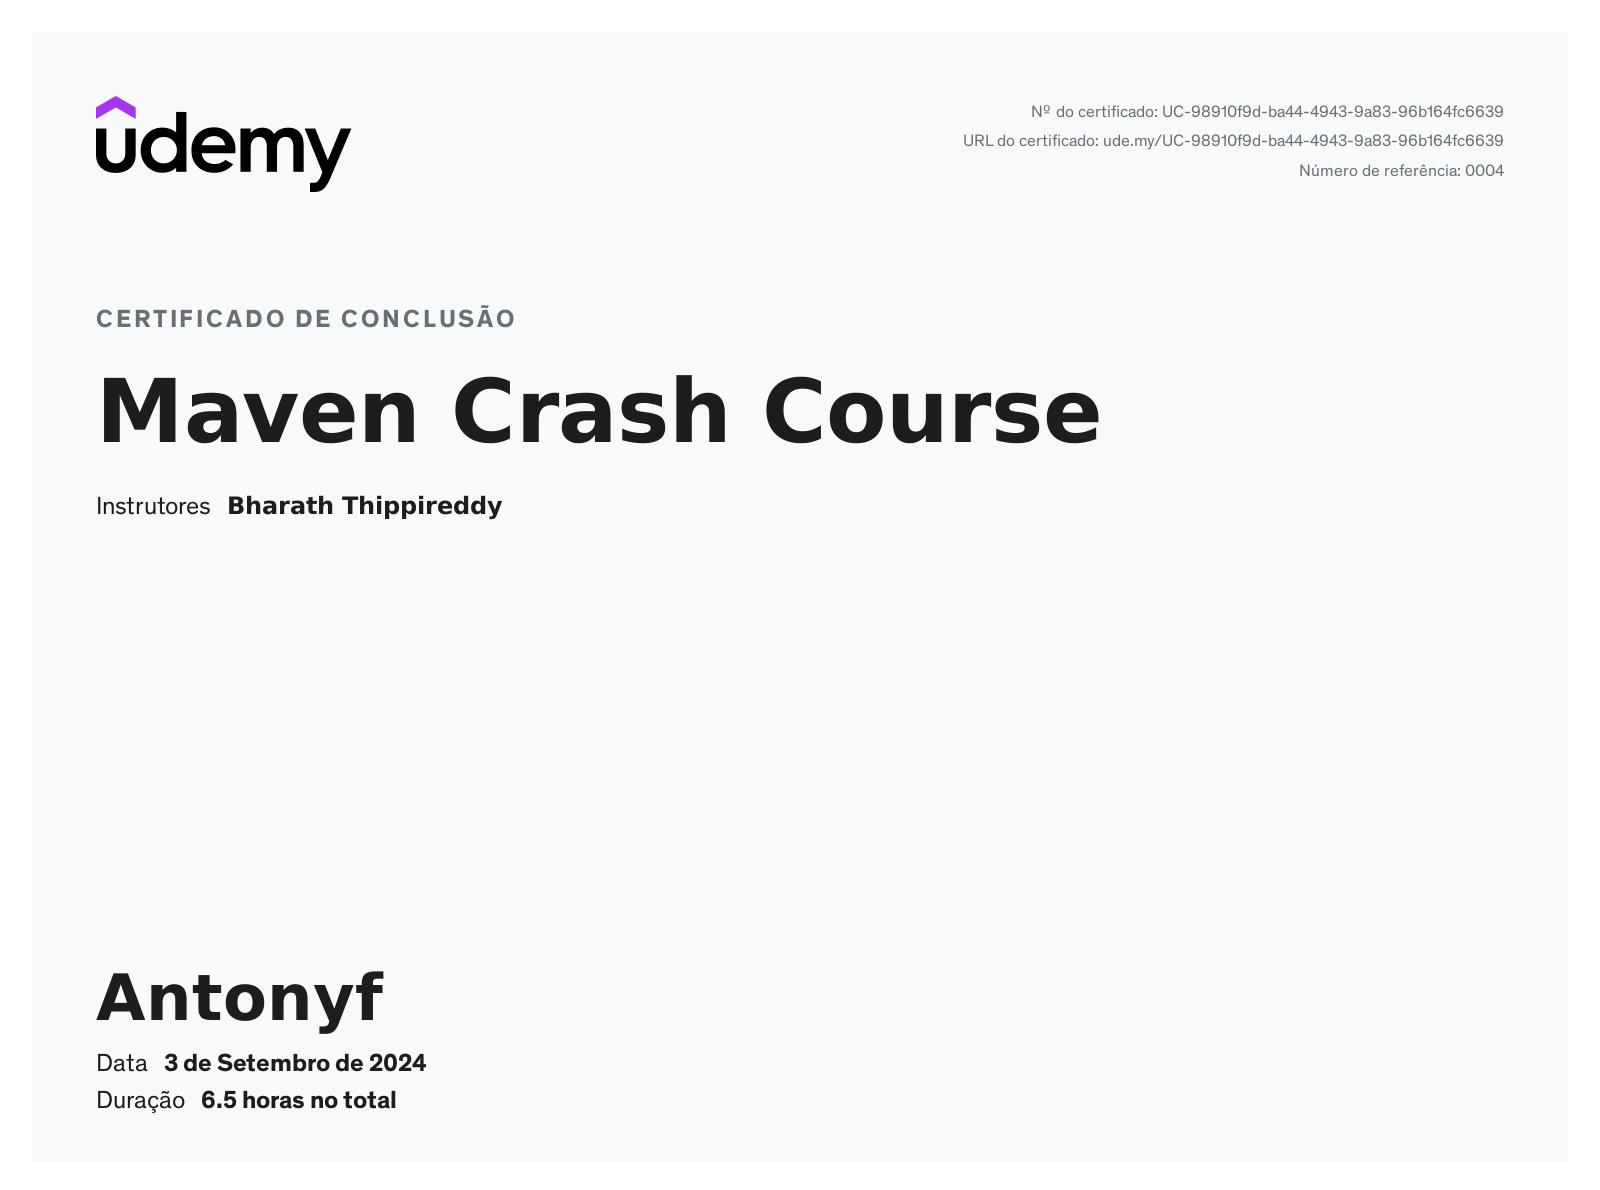 udemy
Nº do certificado: UC-98910f9d-ba44-4943-9a83-96b164fc6639
URL do certificado: ude.my/UC-98910f9d-ba44-4943-9a83-96b164fc6639
Número de referência: 0004
CERTIFICADO DE CONCLUSÃO
Maven Crash Course
Instrutores Bharath Thippireddy
Antonyf
Data 3 de Setembro de 2024
Duração 6.5 horas no total